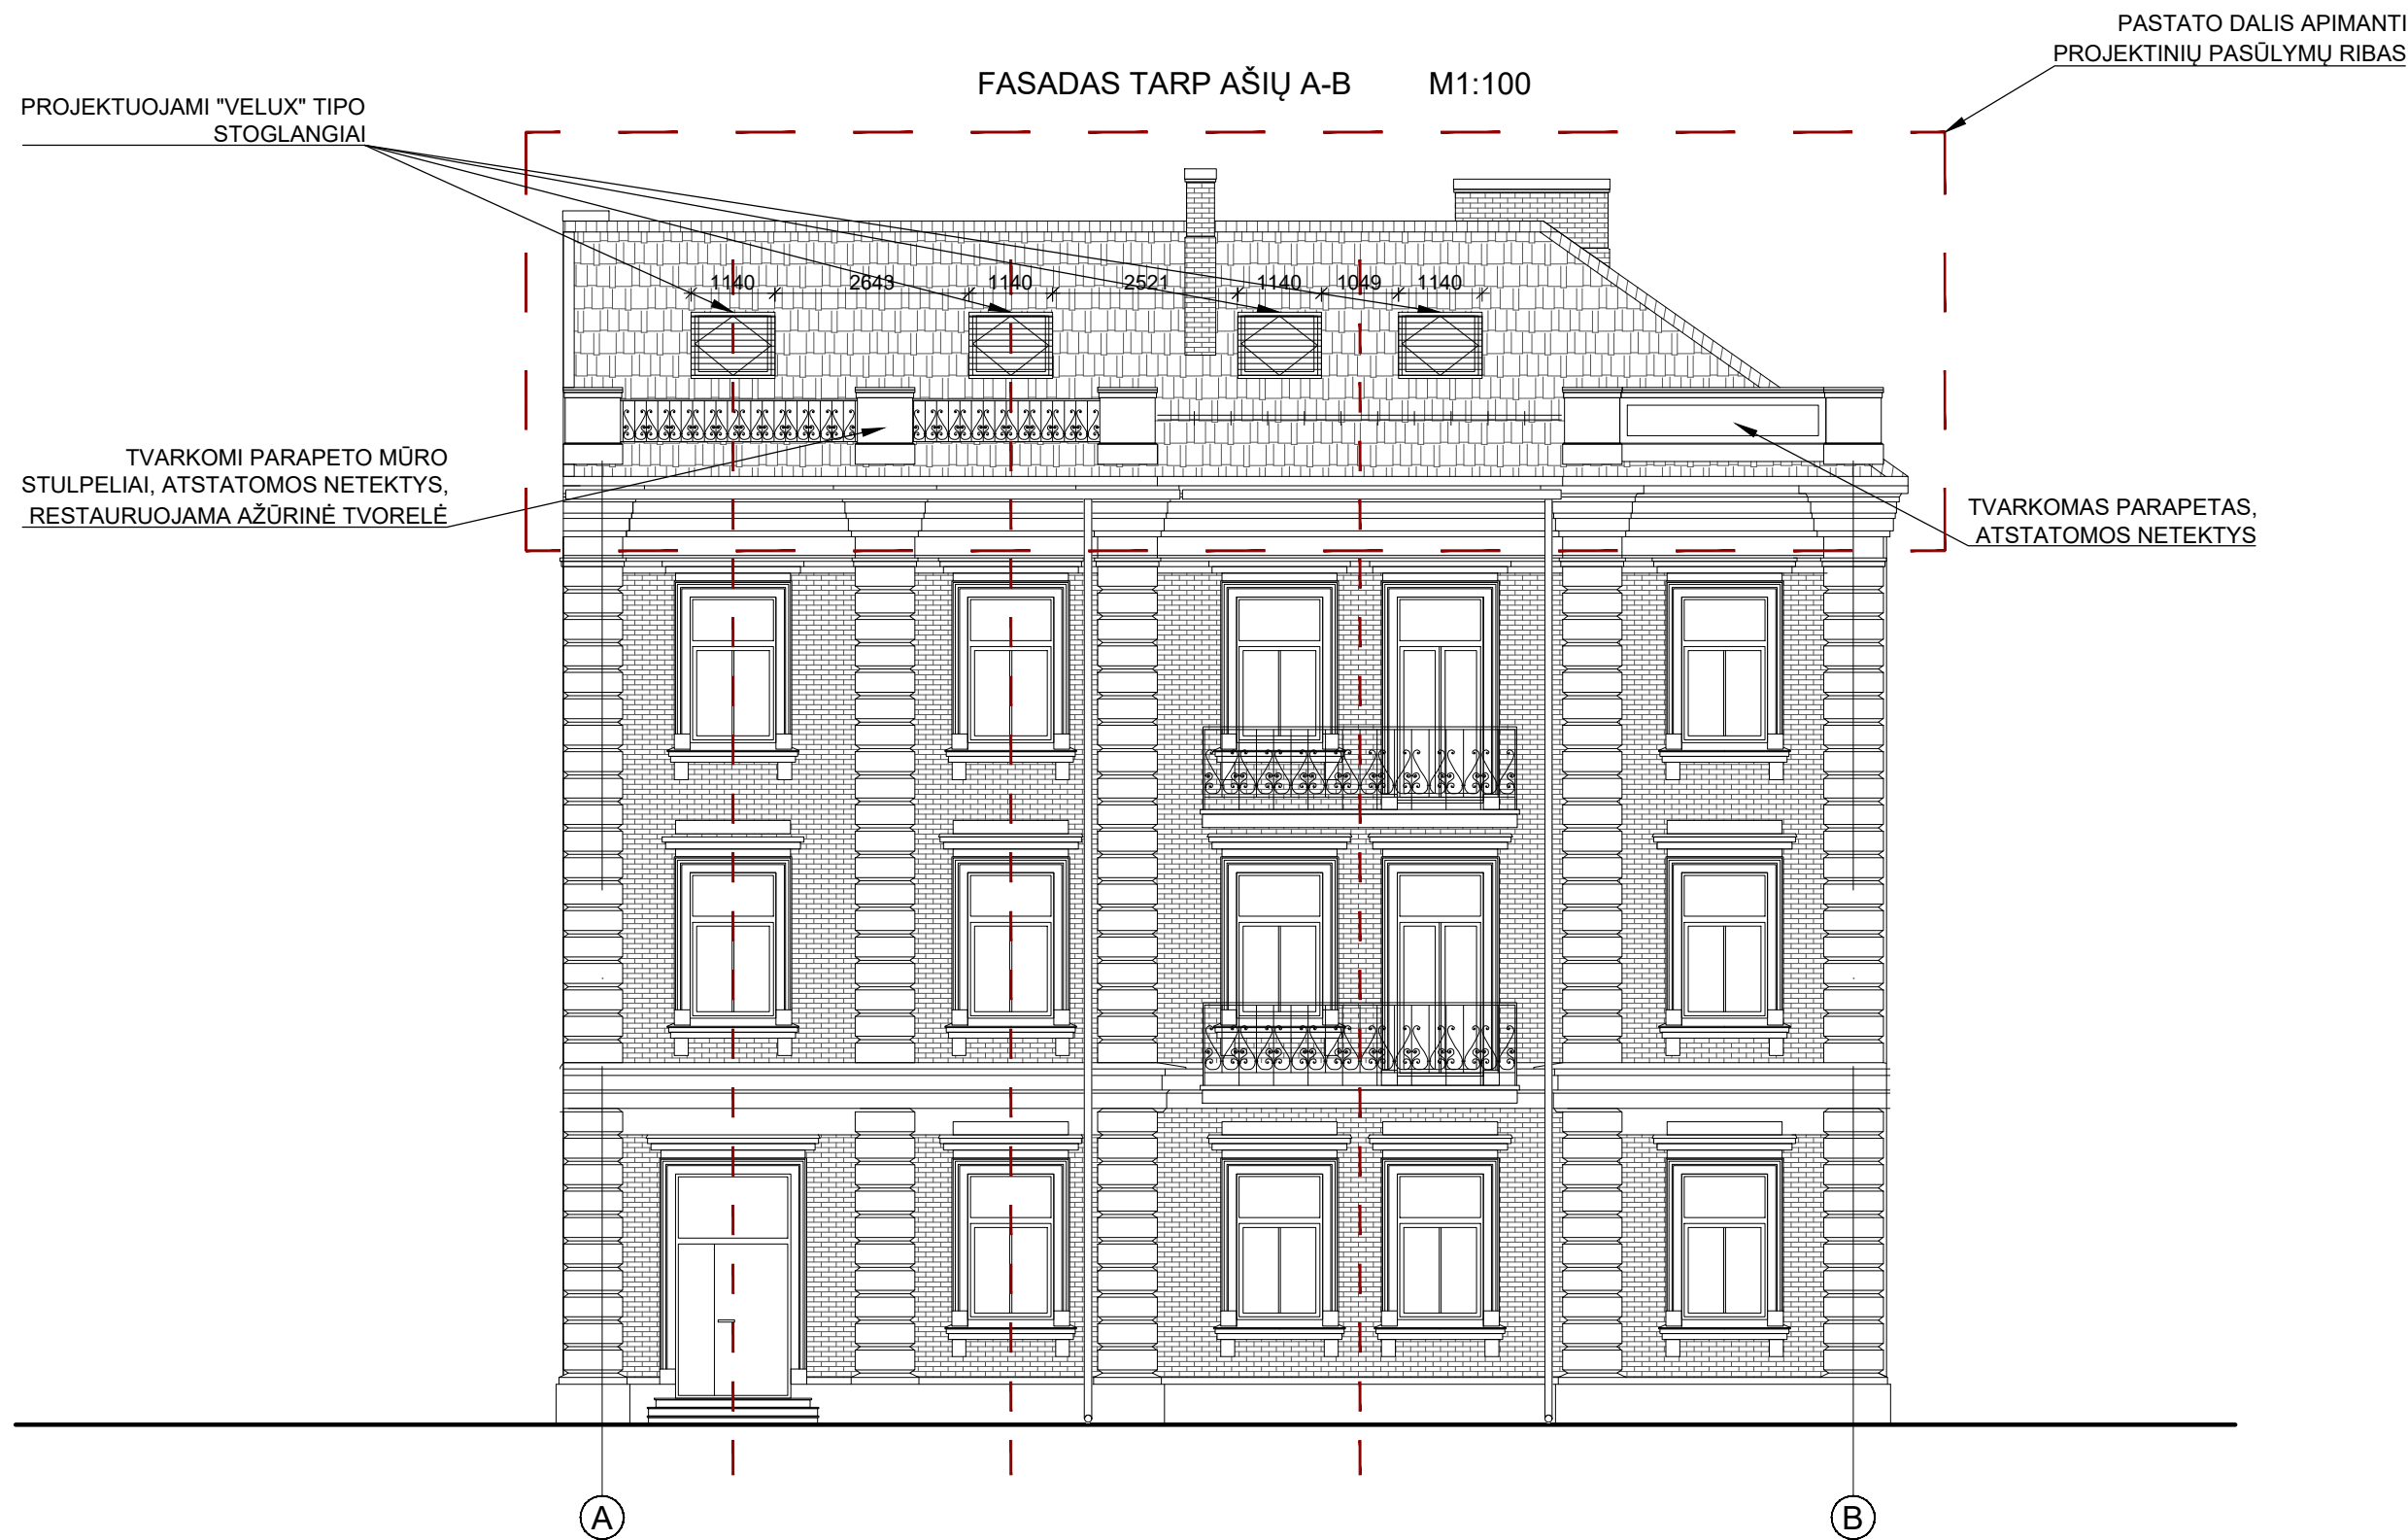 PASTATO DALIS APIMANTI
PROJEKTINIŲ PASŪLYMŲ RIBAS
FASADAS TARP AŠIŲ A-B M1:100
PROJEKTUOJAMI "VELUX" TIPO
STOGLANGIAI
1140 2643 1140 2521 1140 1049 1140
TVARKOMI PARAPETO MŪRO
STULPELIAI, ATSTATOMOS NETEKTYS,
RESTAURUOJAMA AŽŪRINĖ TVORELĖ
TVARKOMAS PARAPETAS,
ATSTATOMOS NETEKTYS
A B